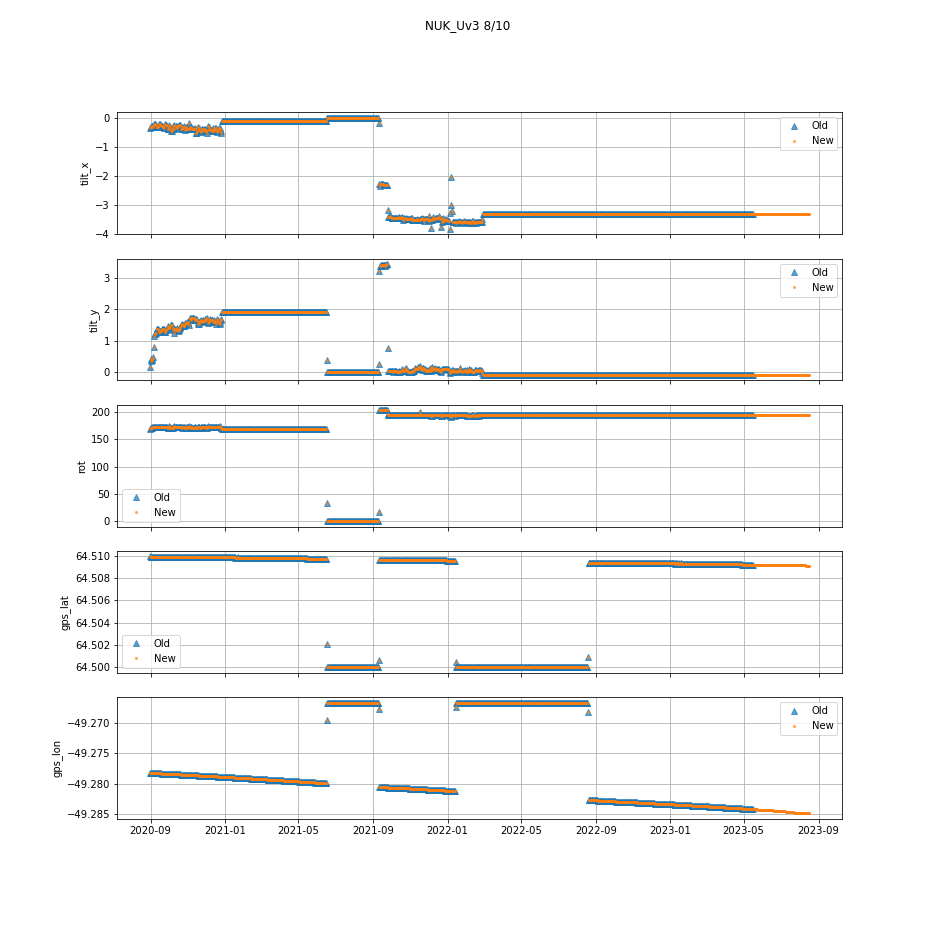 NUK_Uv3 8/10
0
−1
−2
−3
−4
tilt_x
Old
New
3
2
1
0
tilt_y
Old
New
200
150
100
50
0
rot
Old
New
64.510
64.508
64.506
64.504
64.502
64.500
gps_lat
Old
New
−49.270
−49.275
−49.280
−49.285
gps_lon
Old
New
2020-09 2021-01 2021-05 2021-09 2022-01 2022-05 2022-09 2023-01 2023-05 2023-09